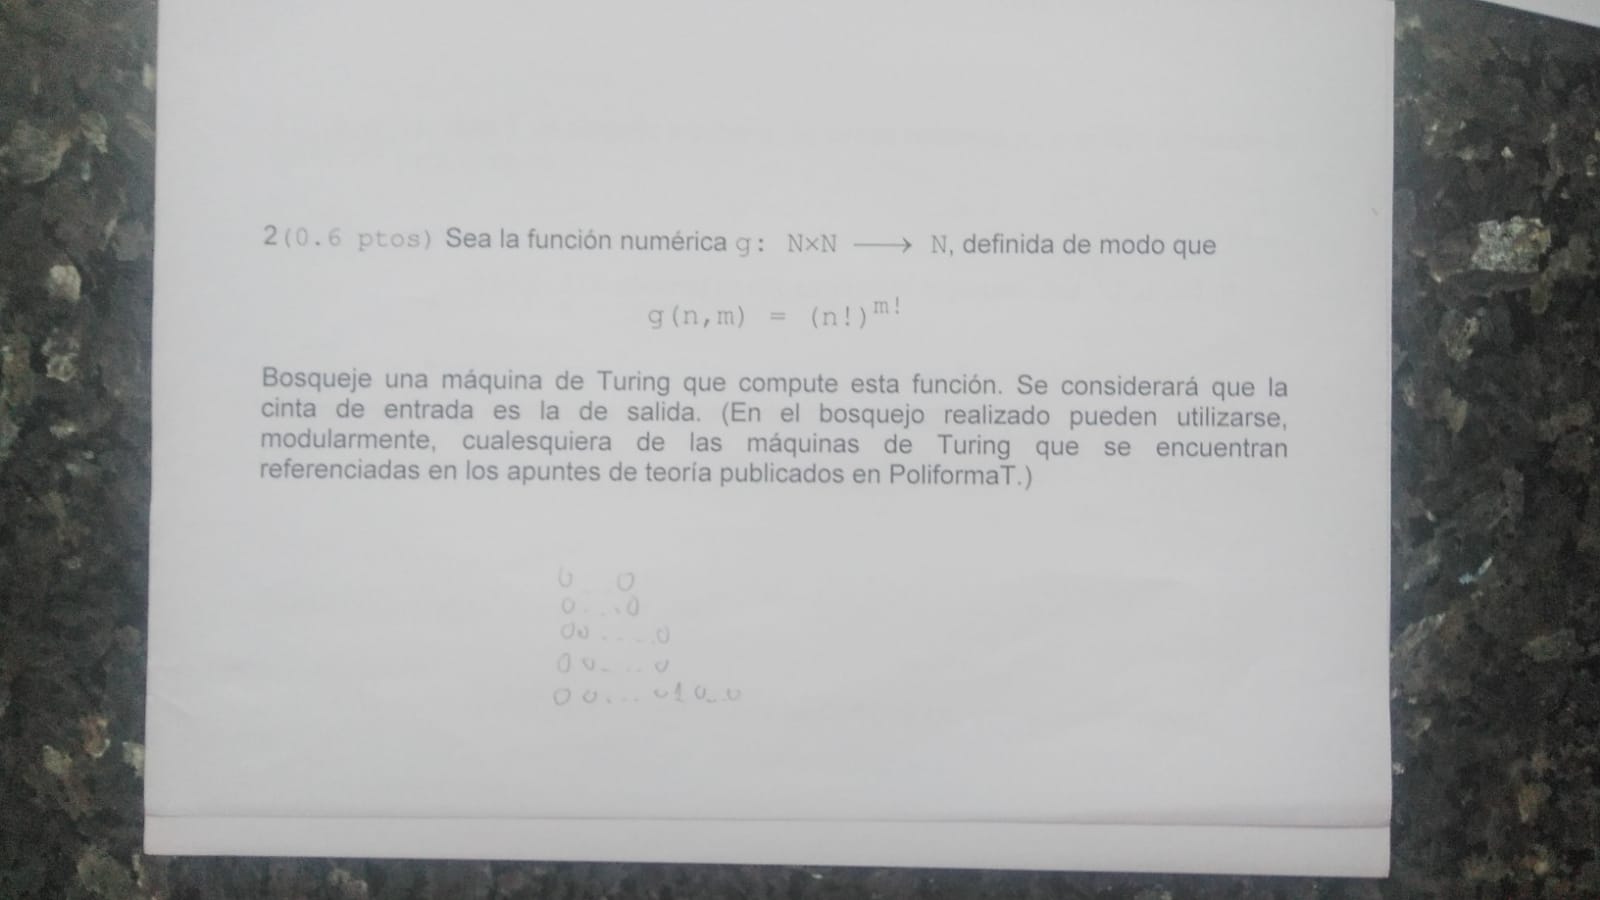 2(0.6 ptos) Sea la función numérica g: N×N ⟶ N, definida de modo que
g(n,m) = (n!)^m!
Bosqueje una máquina de Turing que compute esta función. Se considerará que la
cinta de entrada es la de salida. (En el bosquejo realizado pueden utilizarse,
modularmente, cualesquiera de las máquinas de Turing que se encuentran
referenciadas en los apuntes de teoría publicados en PoliformaT.)
0 0
0...0
00....0
00....0
00...010..0